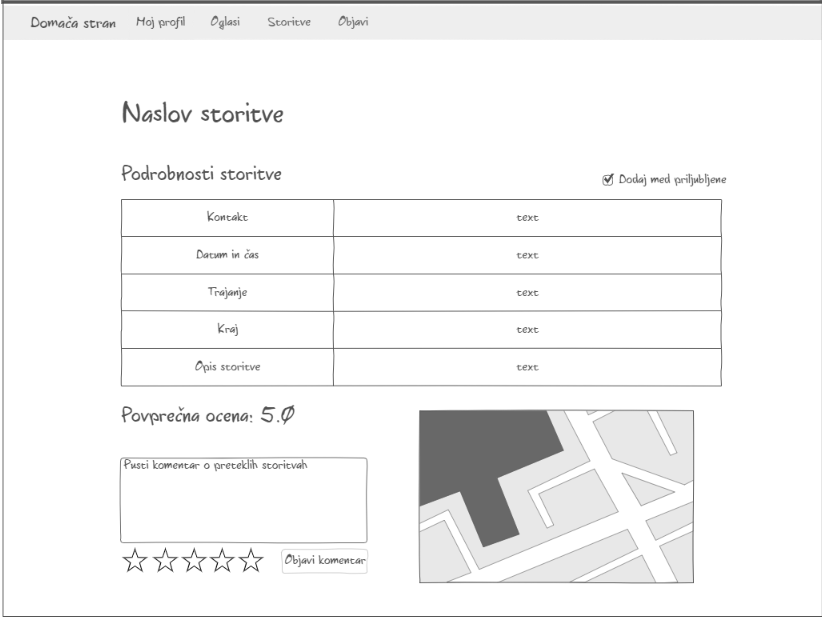 Domača stran Moj profil Oglasi Storitve Objavi
Naslov storitve
Podrobnosti storitve
Dodaj med priljubljene
Kontakt text
Datum in čas text
Trajanje text
Kraj text
Opis storitve text
Povprečna ocena: 5.0
Pusti komentar o preteklih storitvah
Objavi komentar